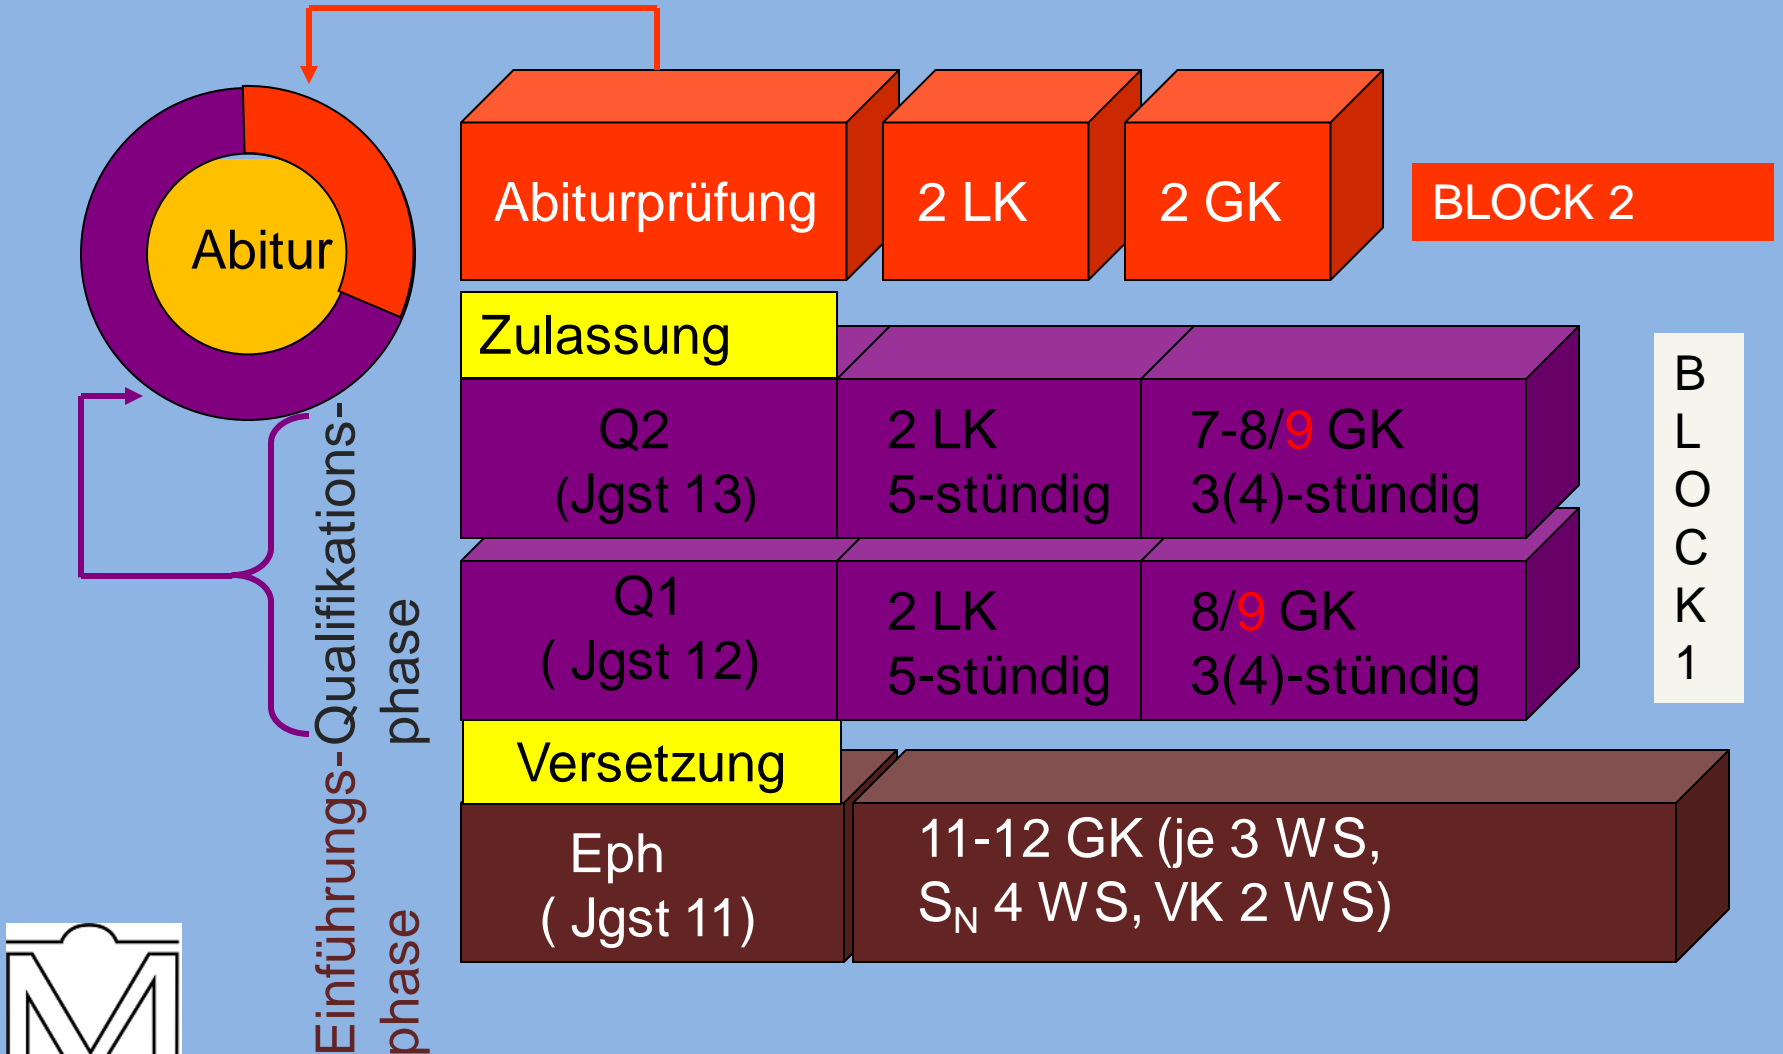 Abitur
Abiturprüfung
2 LK
2 GK
BLOCK 2
Zulassung
Q2
(Jgst 13)
2 LK
5-stündig
7-8/9 GK
3(4)-stündig
Q1
( Jgst 12)
2 LK
5-stündig
8/9 GK
3(4)-stündig
B
L
O
C
K
1
Versetzung
Eph
( Jgst 11)
11-12 GK (je 3 WS,
S_N 4 WS, VK 2 WS)
Einführungs-Qualifikations-
phase phase
M